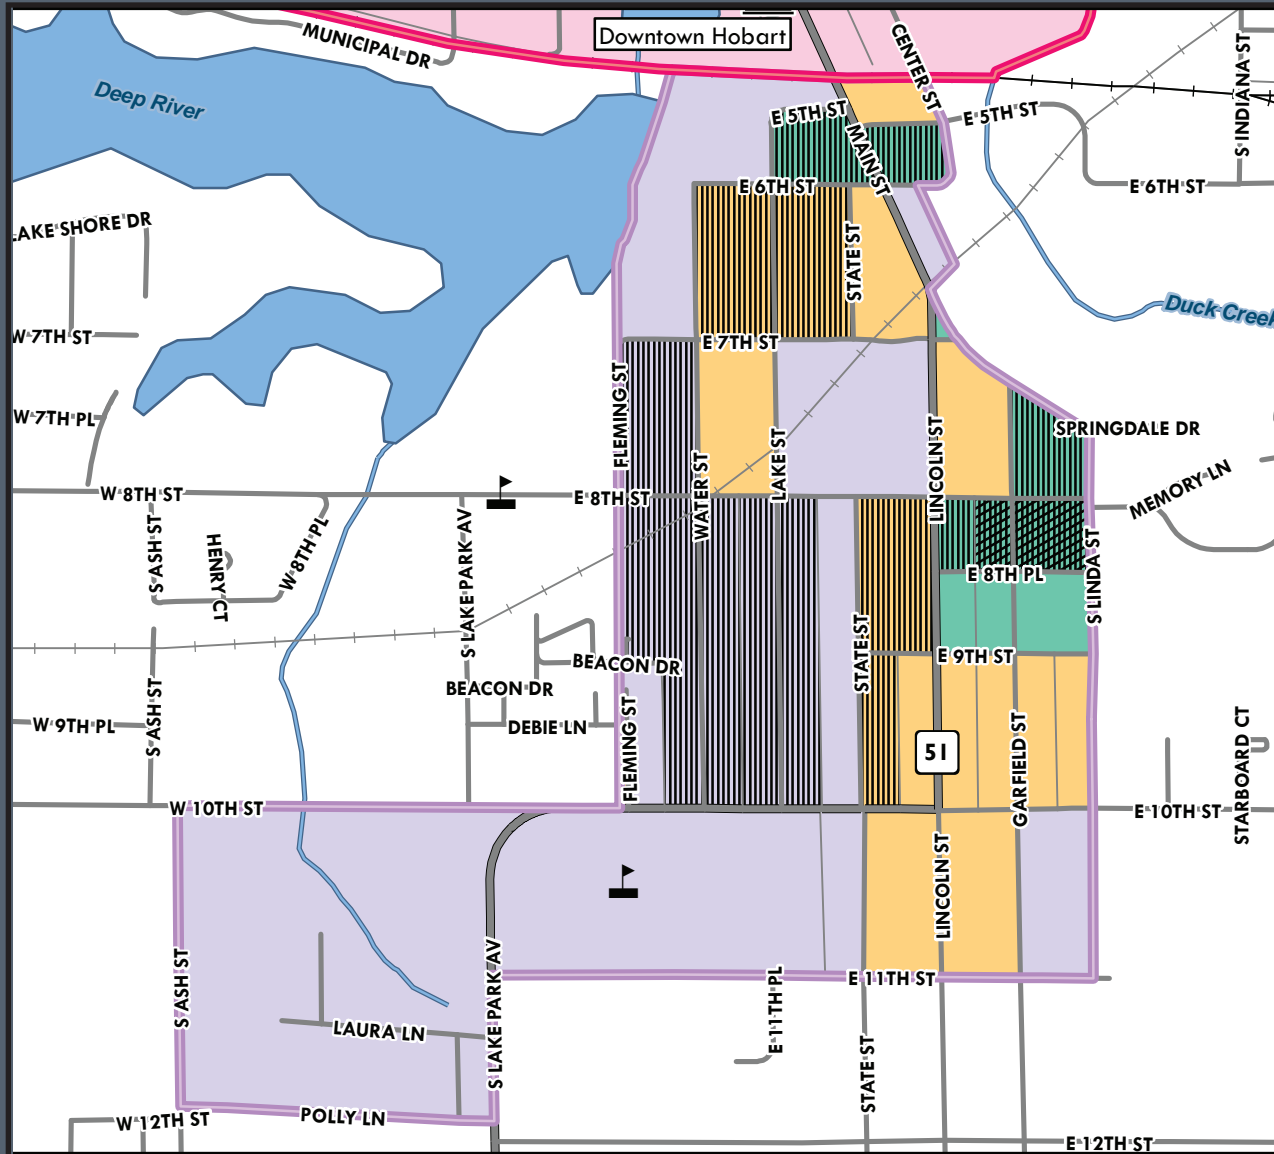 Downtown Hobart
MUNICIPAL DR
CENTER ST
S INDIANA ST
Deep River
E 5TH ST
MAIN ST
E 5TH ST
E 6TH ST
E 6TH ST
LAKE SHORE DR
STATE ST
Duck Creek
W 7TH ST
E 7TH ST
FLEMING ST
W 7TH PL
SPRINGDALE DR
LAKE ST
LINCOLN ST
WATER ST
MEMORY LN
W 8TH ST
E 8TH ST
S ASH ST
HENRY CT
W 8TH PL
S LAKE PARK AV
E 8TH PL
S LINDA ST
STATE ST
E 9TH ST
BEACON DR
BEACON DR
S ASH ST
W 9TH PL
DEBIE LN
FLEMING ST
51
GARFIELD ST
STARBOARD CT
W 10TH ST
E 10TH ST
LINCOLN ST
S ASH ST
S LAKE PARK AV
E 11TH ST
E 11TH PL
LAURA LN
STATE ST
POLLY LN
W 12TH ST
E 12TH ST